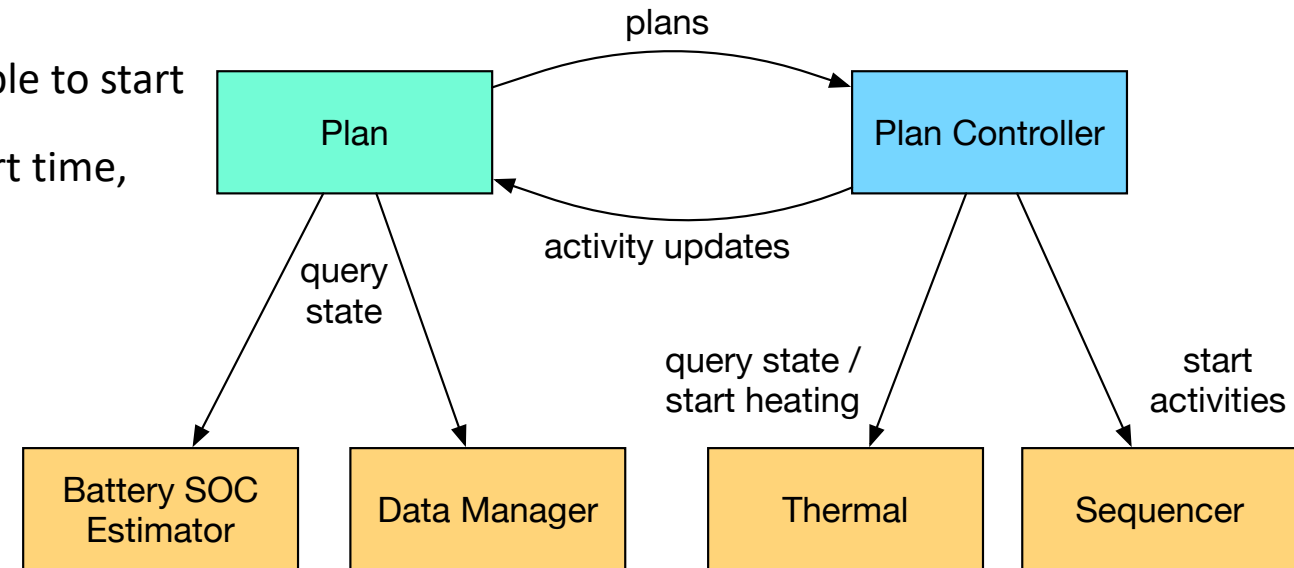 plans
ble to start
Plan
Plan Controller
rt time,
activity updates
query
state
query state /
start heating
start
activities
Battery SOC
Estimator
Data Manager
Thermal
Sequencer